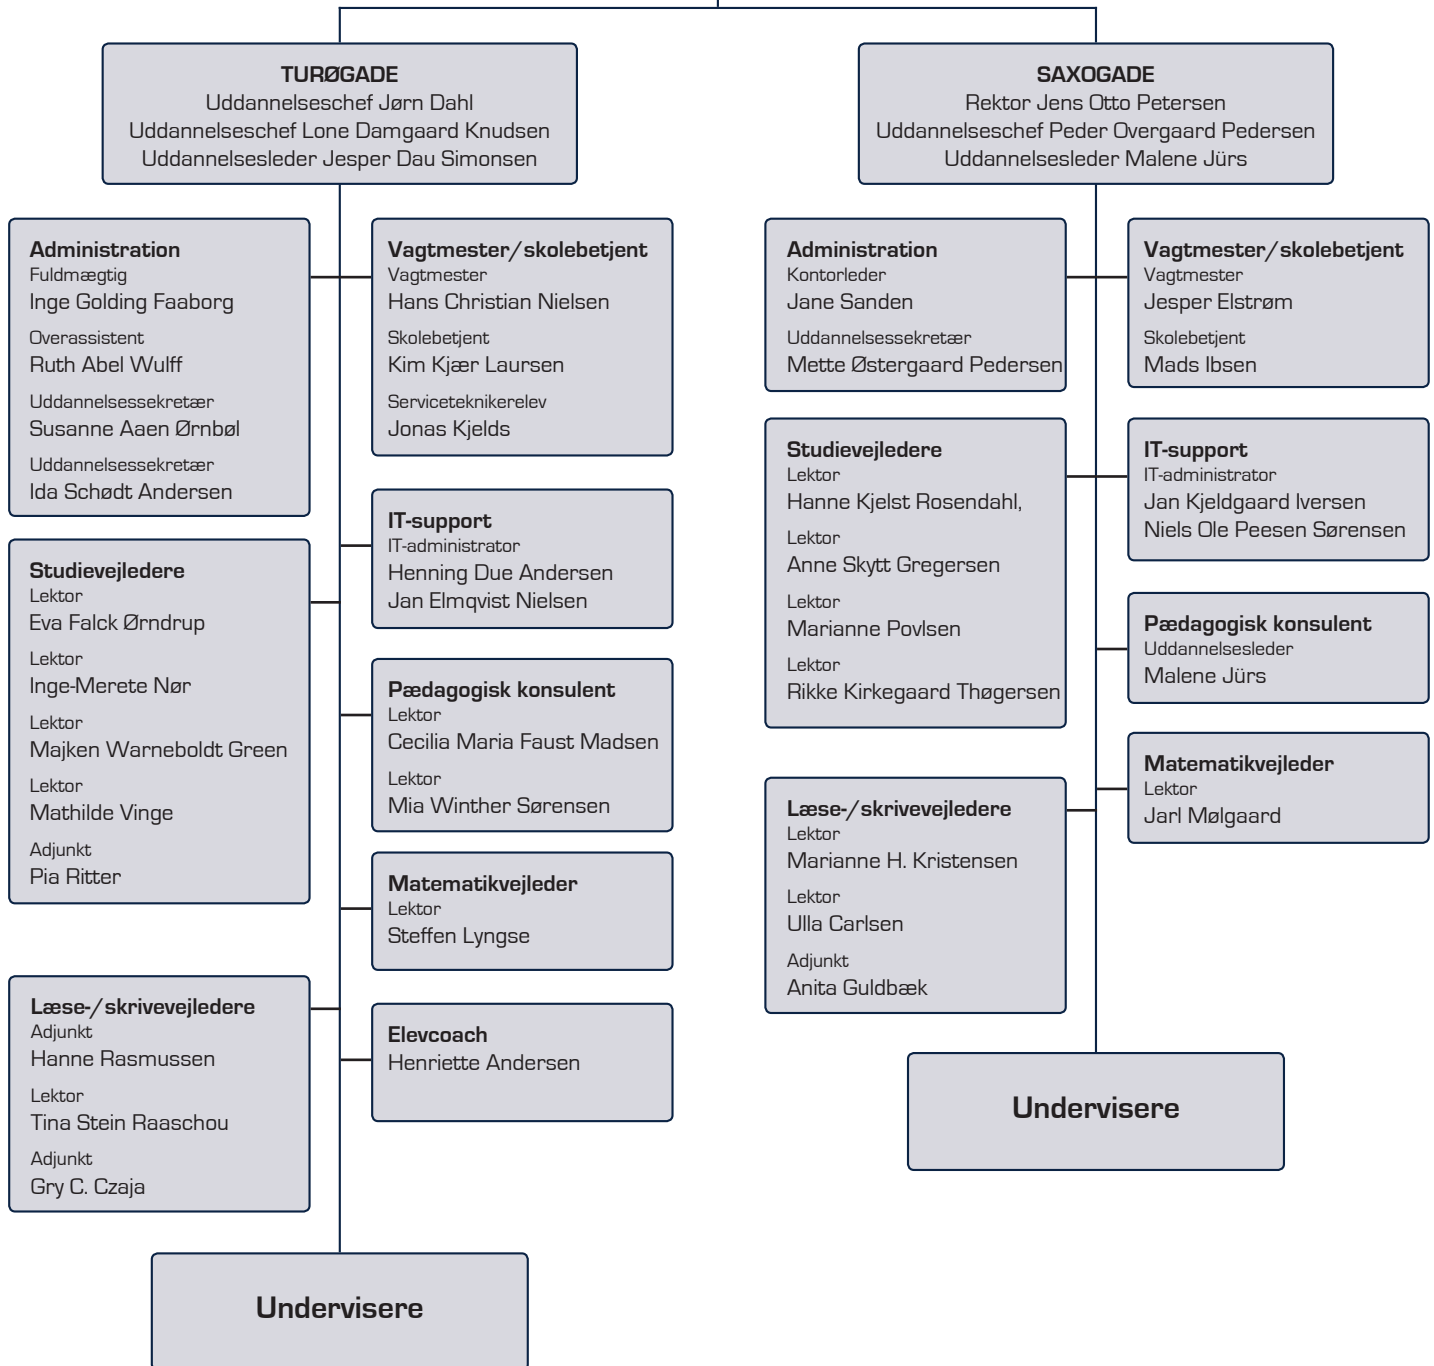 TURØGADE
Uddannelseschef Jørn Dahl
Uddannelseschef Lone Damgaard Knudsen
Uddannelsesleder Jesper Dau Simonsen
Administration
Fuldmægtig
Inge Golding Faaborg
Overassistent
Ruth Abel Wulff
Uddannelsessekretær
Susanne Aaen Ørnbøl
Uddannelsessekretær
Ida Schødt Andersen
Studievejledere
Lektor
Eva Falck Ørndrup
Lektor
Inge-Merete Nør
Lektor
Majken Warneboldt Green
Lektor
Mathilde Vinge
Adjunkt
Pia Ritter
Læse-/skrivevejledere
Adjunkt
Hanne Rasmussen
Lektor
Tina Stein Raaschou
Adjunkt
Gry C. Czaja
Vagtmester/skolebetjent
Vagtmester
Hans Christian Nielsen
Skolebetjent
Kim Kjær Laursen
Serviceteknikerelev
Jonas Kjelds
IT-support
IT-administrator
Henning Due Andersen
Jan Elmqvist Nielsen
Pædagogisk konsulent
Lektor
Cecilia Maria Faust Madsen
Lektor
Mia Winther Sørensen
Matematikvejleder
Lektor
Steffen Lyngse
Elevcoach
Henriette Andersen
Undervisere
SAXOGADE
Rektor Jens Otto Petersen
Uddannelseschef Peder Overgaard Pedersen
Uddannelsesleder Malene Jürs
Administration
Kontorleder
Jane Sanden
Uddannelsessekretær
Mette Østergaard Pedersen
Studievejledere
Lektor
Hanne Kjelst Rosendahl,
Lektor
Anne Skytt Gregersen
Lektor
Marianne Povlsen
Lektor
Rikke Kirkegaard Thøgersen
Læse-/skrivevejledere
Lektor
Marianne H. Kristensen
Lektor
Ulla Carlsen
Adjunkt
Anita Guldbæk
Vagtmester/skolebetjent
Vagtmester
Jesper Elstrøm
Skolebetjent
Mads Ibsen
IT-support
IT-administrator
Jan Kjeldgaard Iversen
Niels Ole Peesen Sørensen
Pædagogisk konsulent
Uddannelsesleder
Malene Jürs
Matematikvejleder
Lektor
Jarl Mølgaard
Undervisere